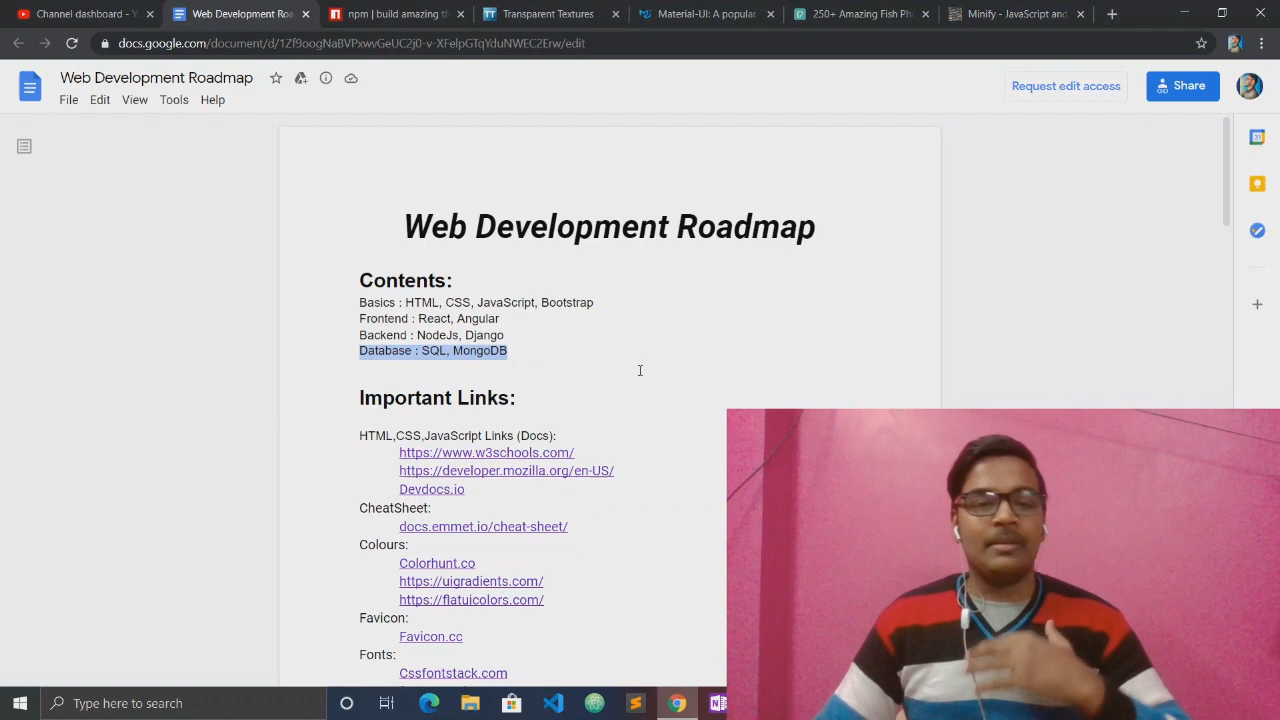 Channel dashboard - Y
Web Development Roa
npm | build amazing th
Transparent Textures
Material-UI: A popular
250+ Amazing Fish Ph
Minify - JavaScript and
docs.google.com/document/d/1Zf9oogNaBVPxwvGeUC2j0-v-XFelpGTqYduNWEC2Erw/edit
Web Development Roadmap
File Edit View Tools Help
Request edit access
Share
31
Web Development Roadmap
Contents:
Basics : HTML, CSS, JavaScript, Bootstrap
Frontend : React, Angular
Backend : NodeJs, Django
Database : SQL, MongoDB
Important Links:
HTML,CSS,JavaScript Links (Docs):
https://www.w3schools.com/
https://developer.mozilla.org/en-US/
Devdocs.io
CheatSheet:
docs.emmet.io/cheat-sheet/
Colours:
Colorhunt.co
https://uigradients.com/
https://flatuicolors.com/
Favicon:
Favicon.cc
Fonts:
Cssfontstack.com
Type here to search